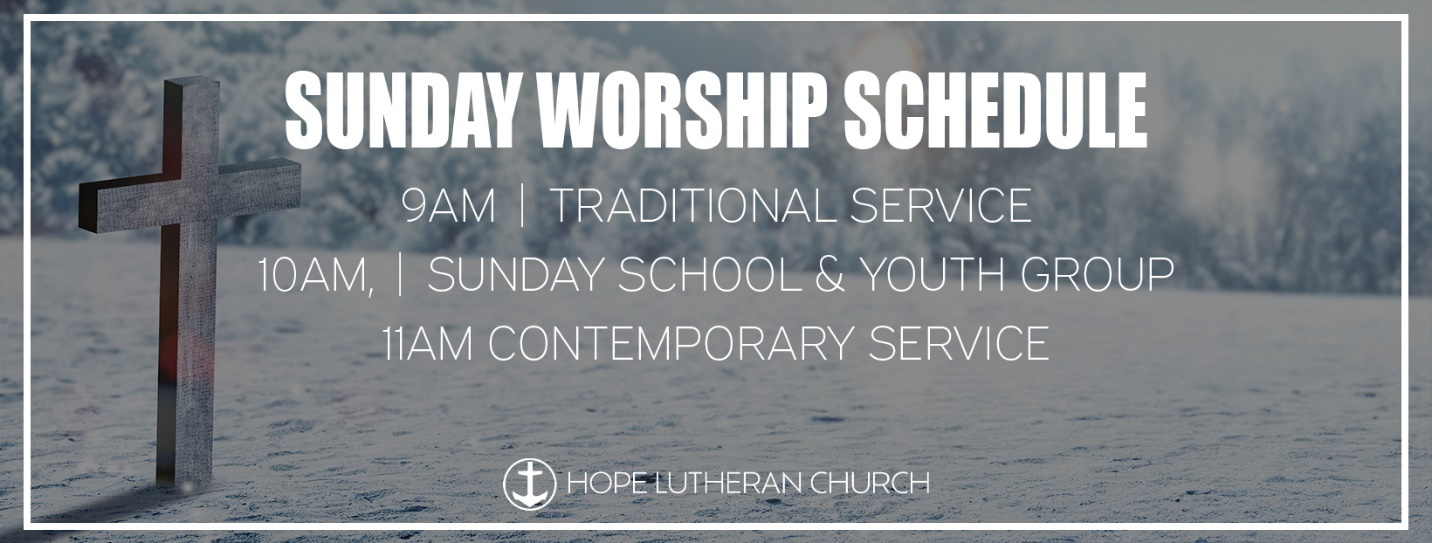 SUNDAY WORSHIP SCHEDULE
9AM | TRADITIONAL SERVICE
10AM, | SUNDAY SCHOOL & YOUTH GROUP
11AM CONTEMPORARY SERVICE
HOPE LUTHERAN CHURCH